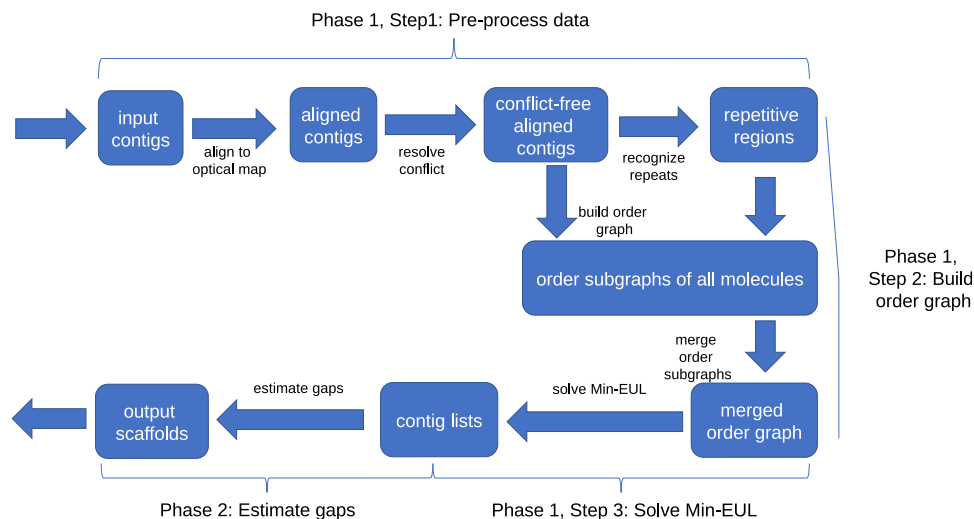 Phase 1, Step1: Pre-process data
input
contigs
align to
optical map
aligned
contigs
resolve
conflict
conflict-free
aligned
contigs
recognize
repeats
repetitive
regions
build order
graph
order subgraphs of all molecules
Phase 1,
Step 2: Build
order graph
merge
order
subgraphs
merged
order graph
solve Min-EUL
contig lists
estimate gaps
output
scaffolds
Phase 2: Estimate gaps
Phase 1, Step 3: Solve Min-EUL